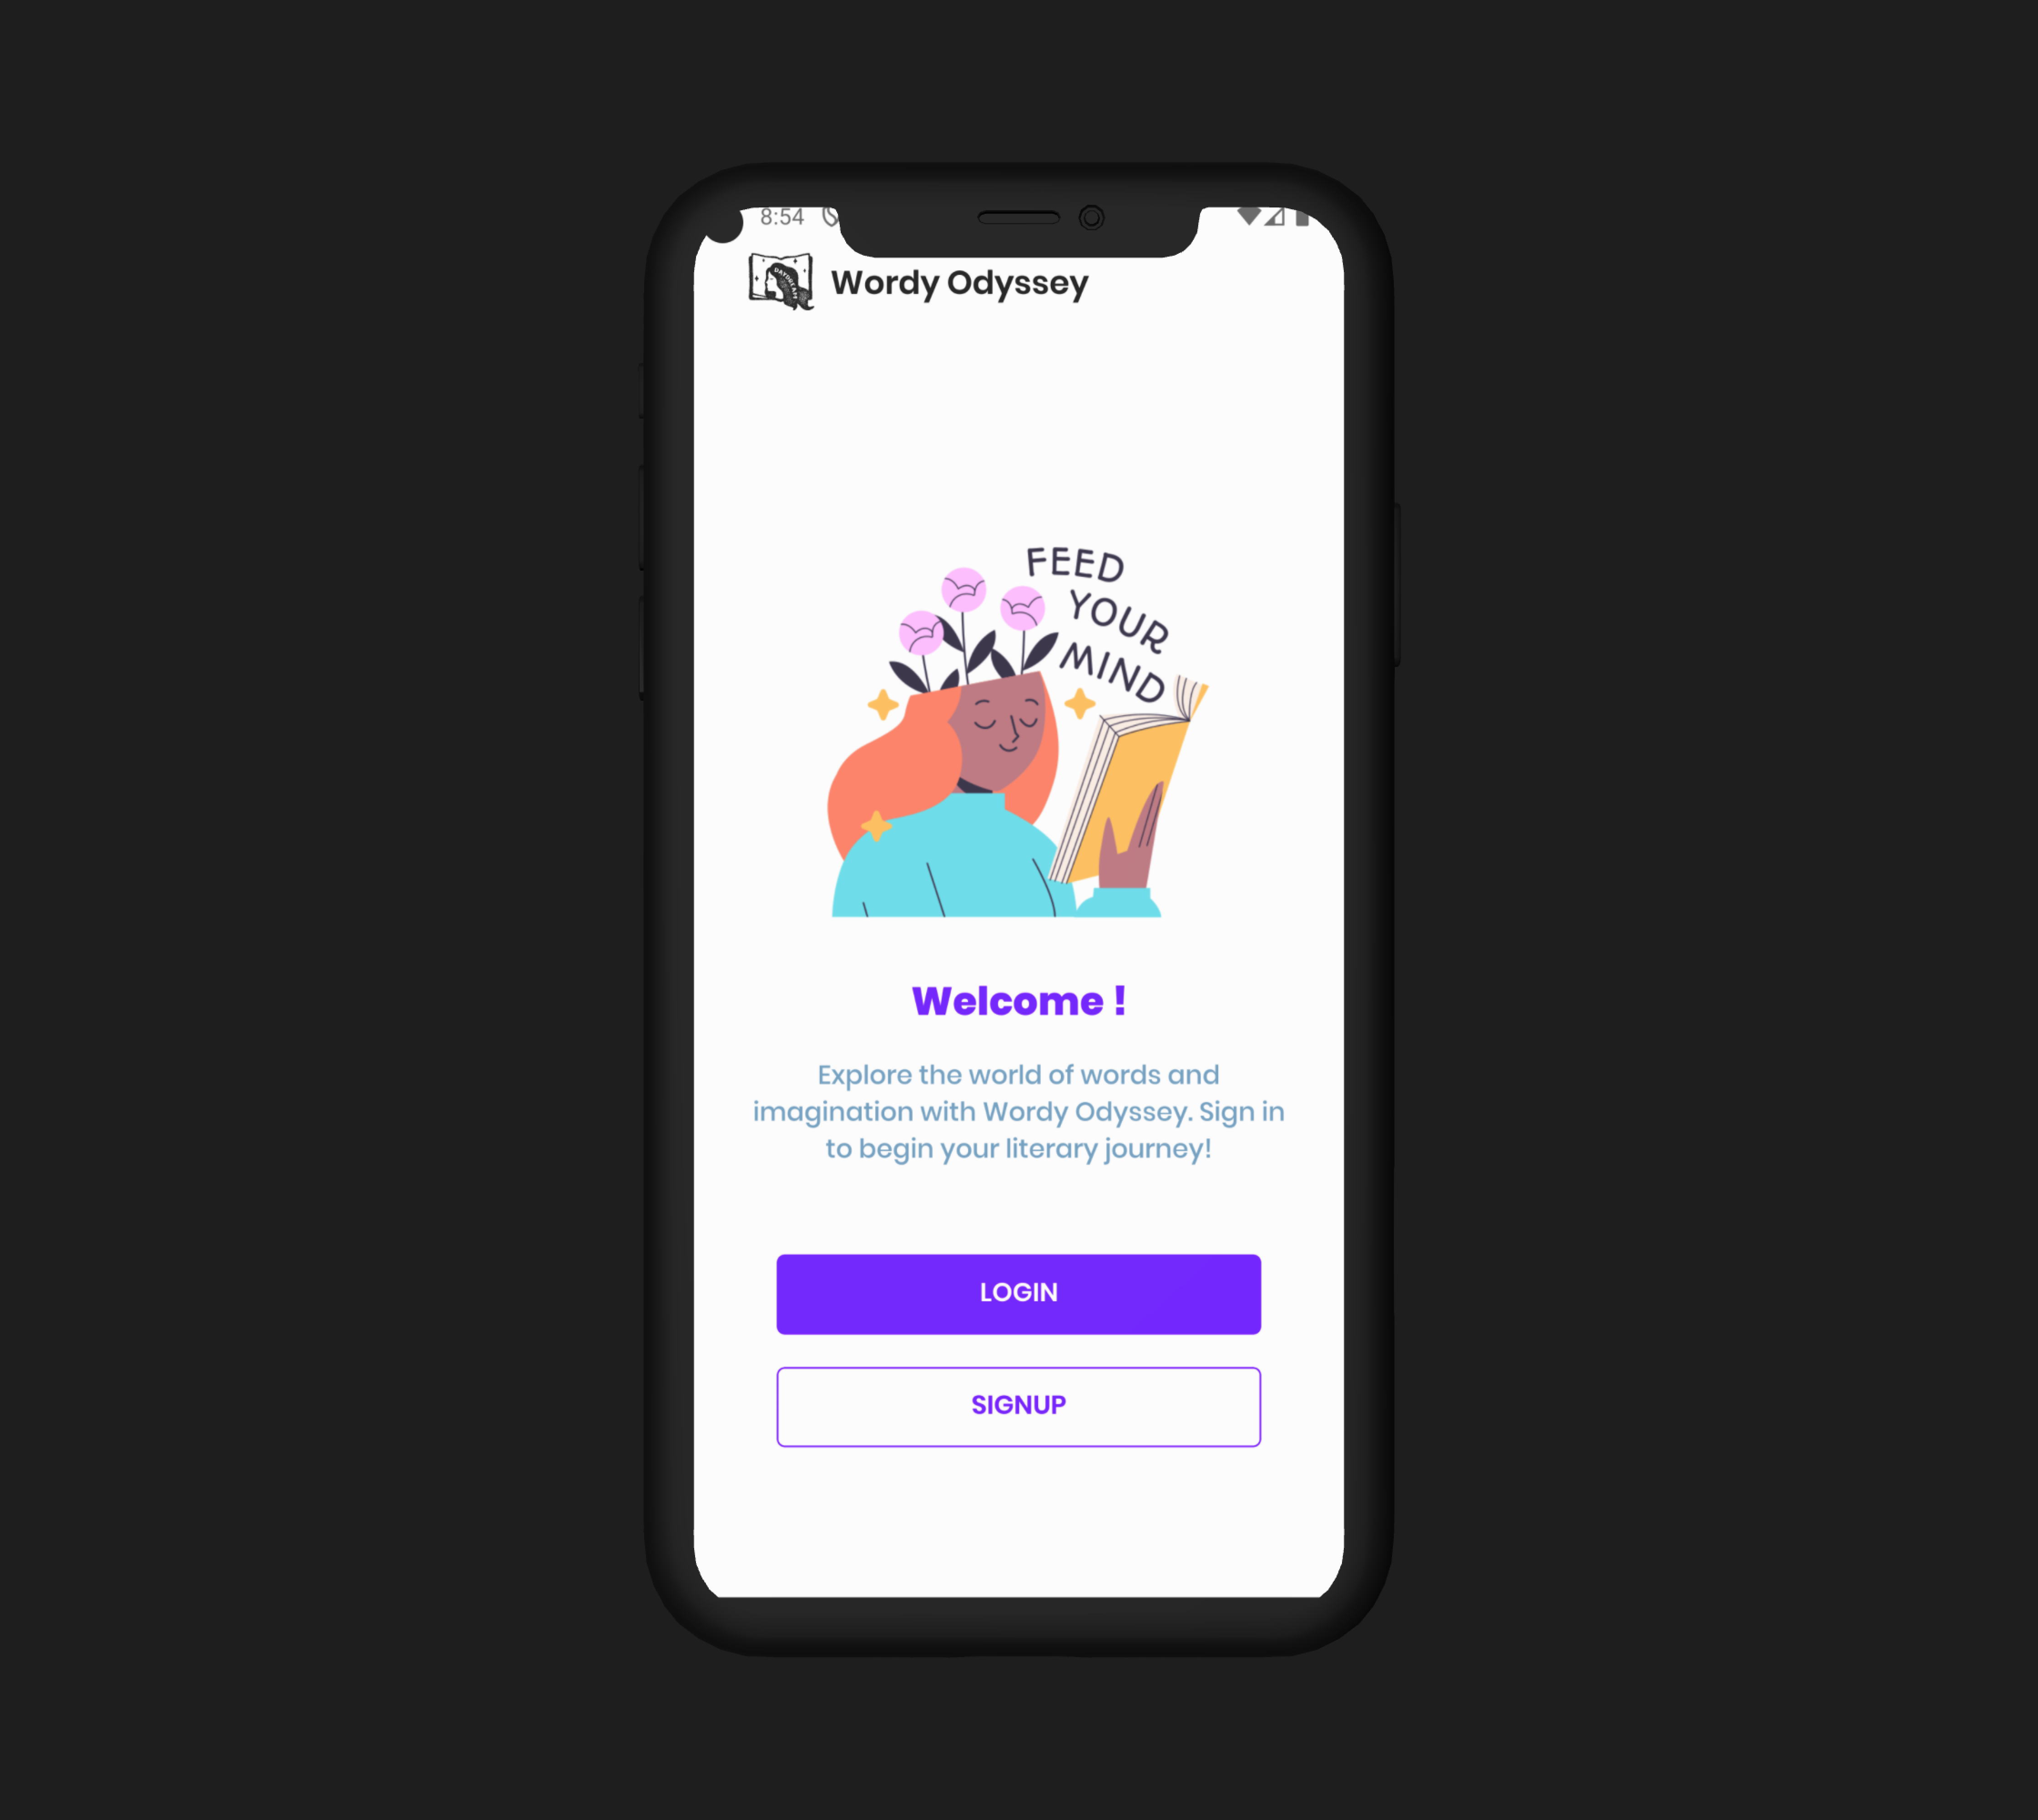 8:54
DAYDREAM
Wordy Odyssey
FEED
YOUR
MIND
Welcome !
Explore the world of words and
imagination with Wordy Odyssey. Sign in
to begin your literary journey!
LOGIN
SIGNUP